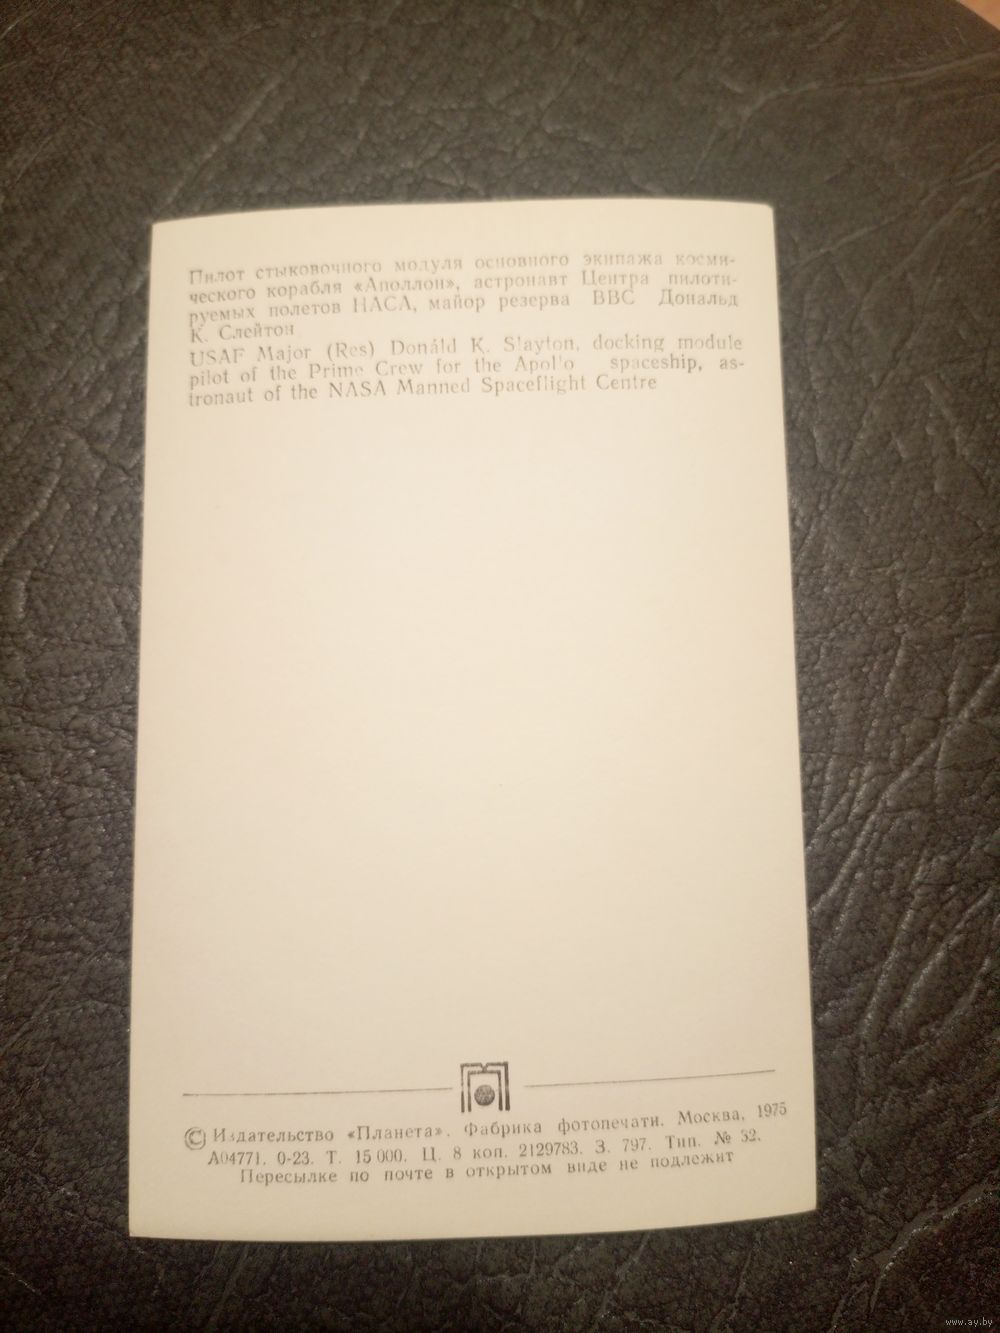 Пилот стыковочного модуля основного экипажа косми-
ческого корабля «Аполлон», астронавт Центра пилоти-
руемых полетов НАСА, майор резерва ВВС Дональд
К. Слейтон
USAF Major (Res) Donald K. Slayton, docking module
pilot of the Prime Crew for the Apollo spaceship, as-
tronaut of the NASA Manned Spaceflight Centre
© Издательство «Планета». Фабрика фотопечати. Москва, 1975
А04771. 0-23. Т. 15 000. Ц. 8 коп. 2129783. З. 797. Тип. № 32.
Пересылке по почте в открытом виде не подлежит
www.ay.by